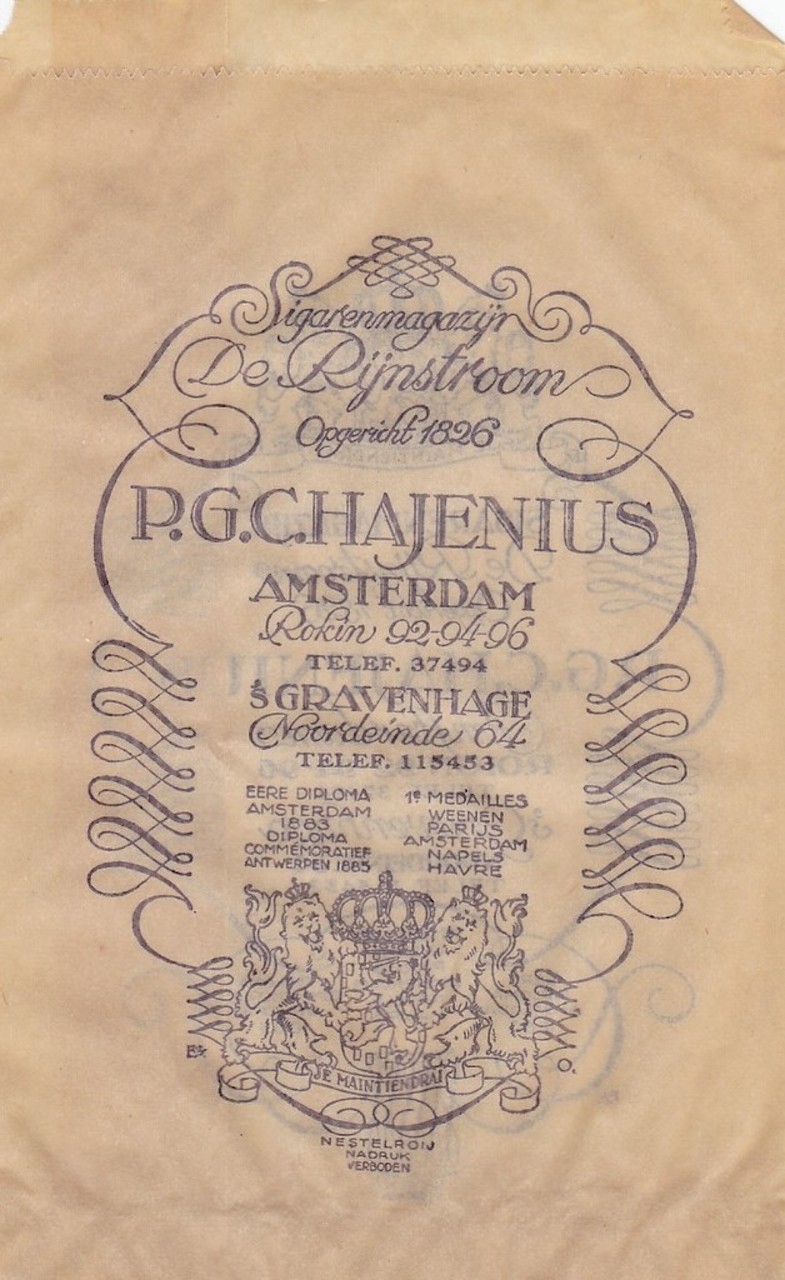 Sigarenmagazijn
De Rijnstroom
Opgericht 1826
P.G.C. HAJENIUS
AMSTERDAM
Rokin 92-94-96
TELEF. 37494
'S GRAVENHAGE
Noordeinde 64
TELEF. 115453
EERE DIPLOMA
AMSTERDAM
1883
DIPLOMA
COMMÉMORATIEF
ANTWERPEN 1885
1e MEDAILLES
WEENEN
PARIJS
AMSTERDAM
NAPELS
HAVRE
JE MAINTIENDRAI
NESTELROIJ
NADRUK
VERBODEN